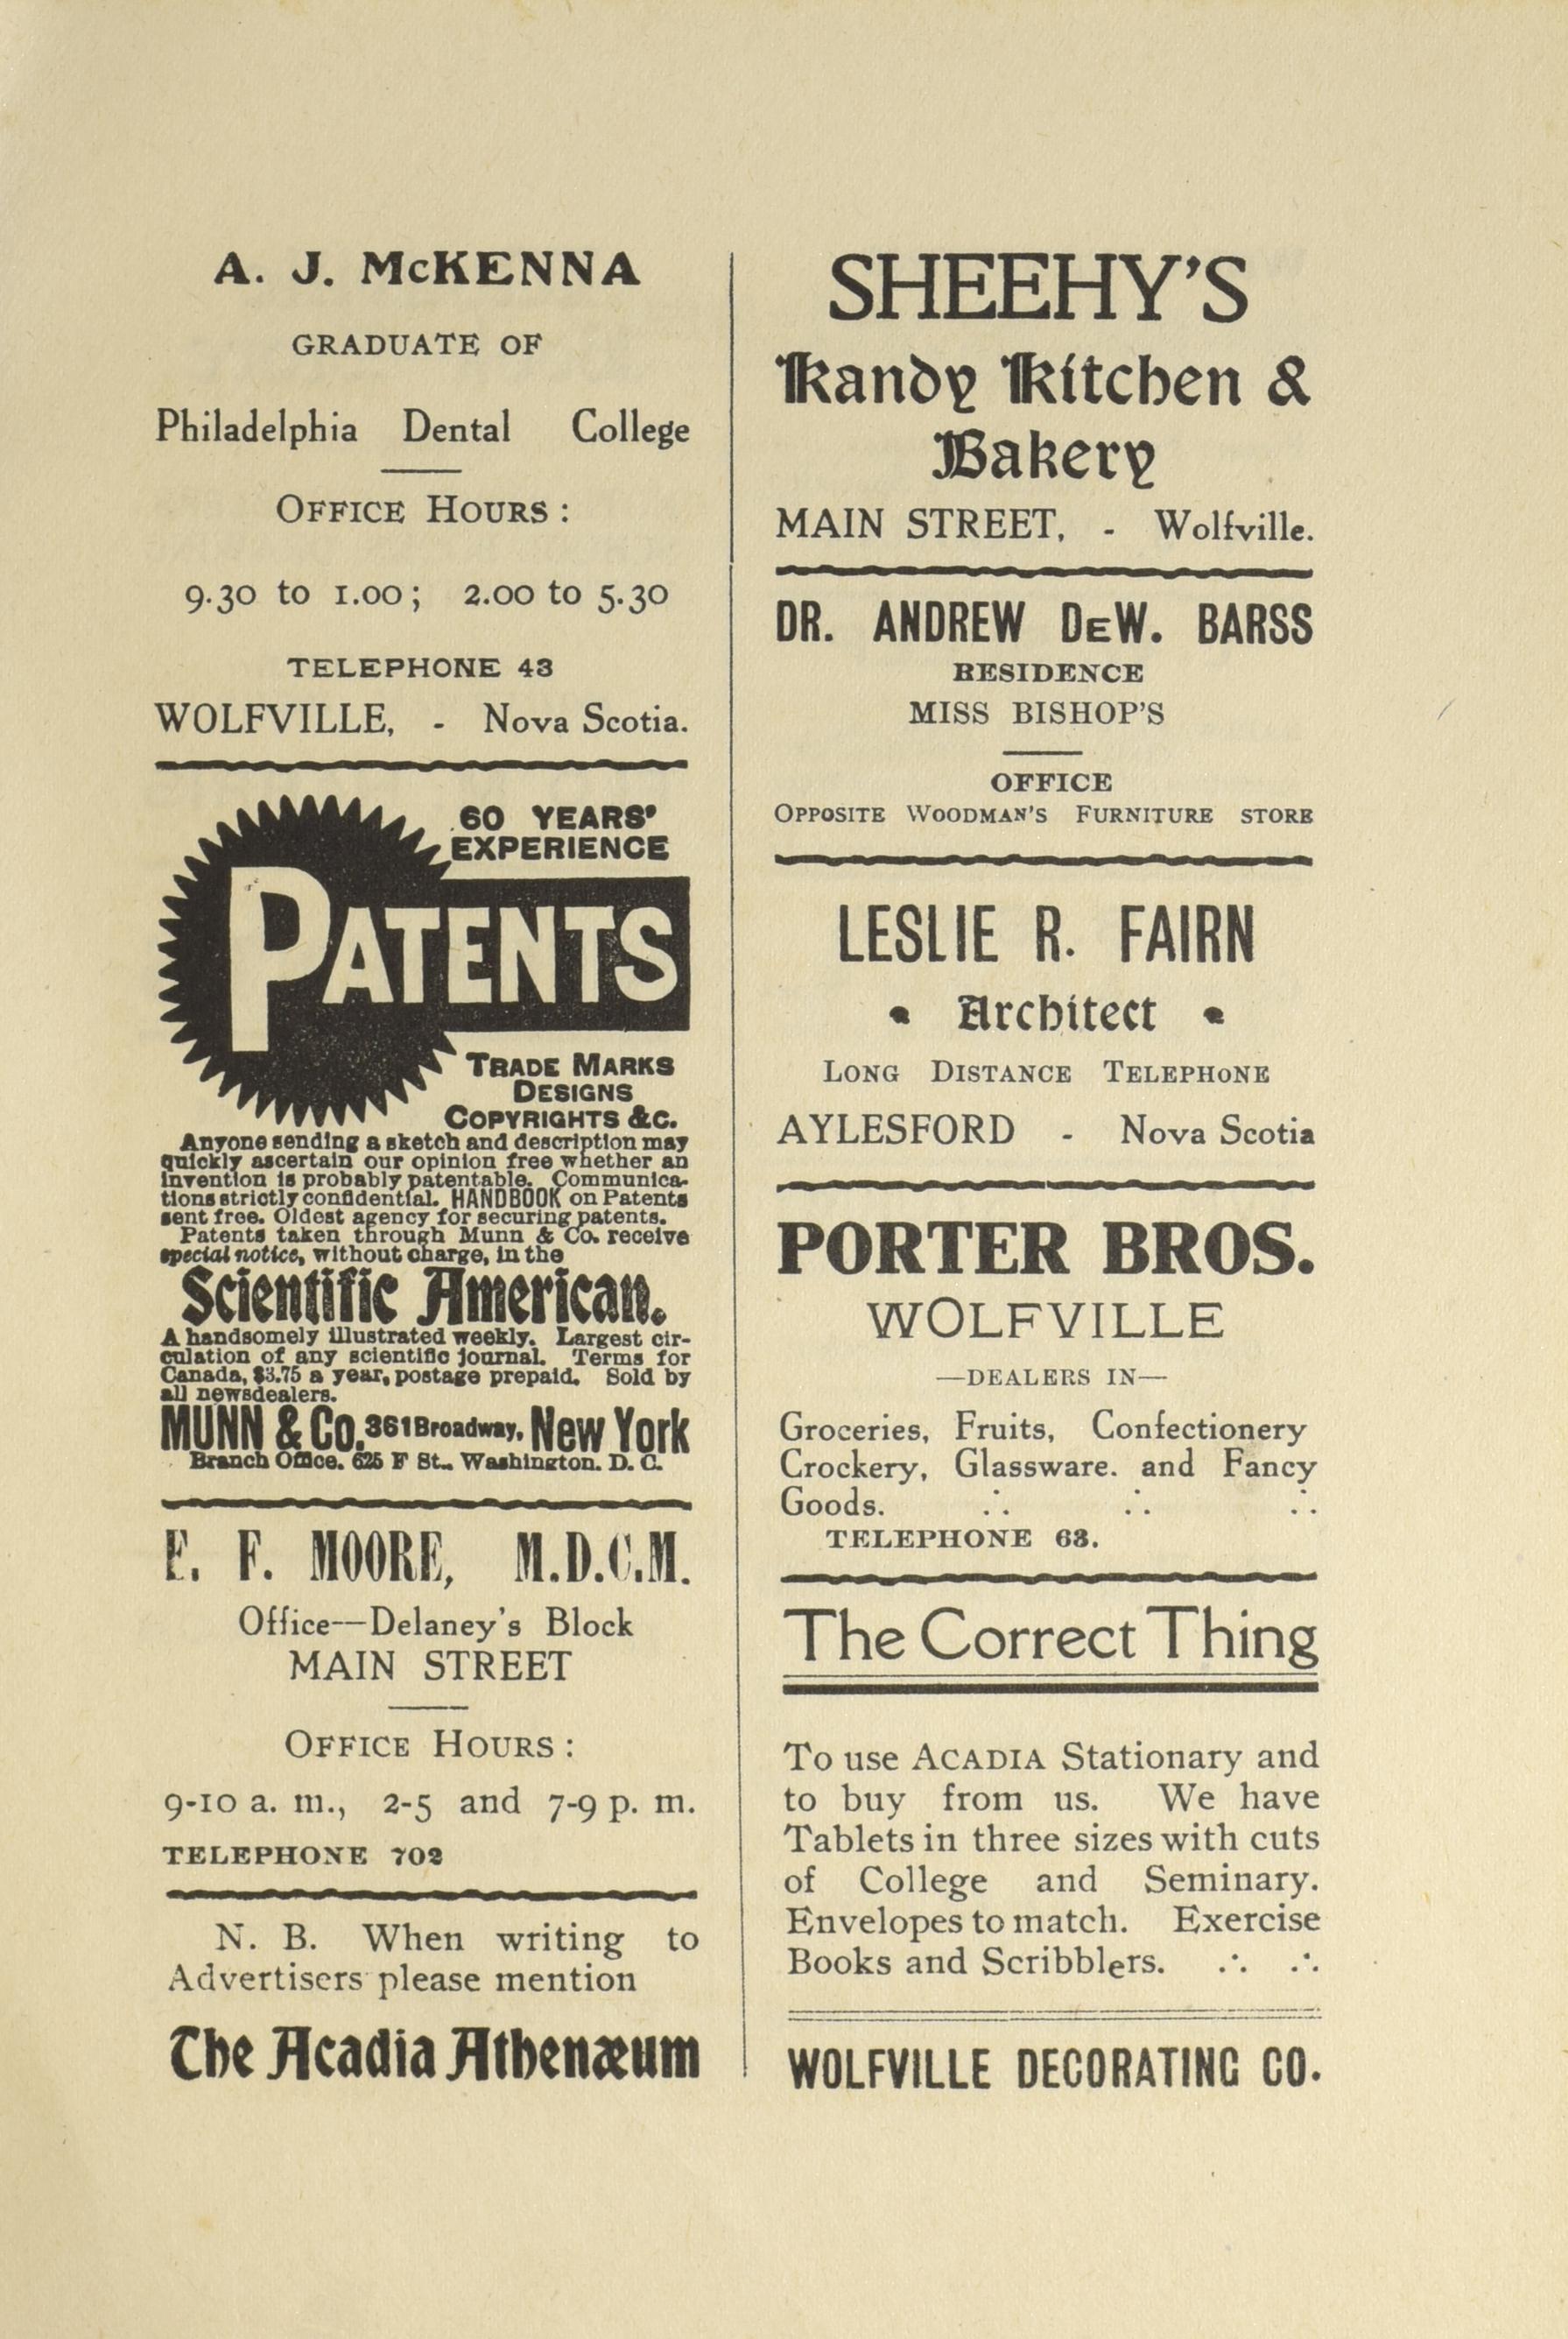 A. J. McKENNA
GRADUATE OF
Philadelphia Dental College
OFFICE HOURS :
9.30 to 1.00 ; 2.00 to 5.30
TELEPHONE 43
WOLFVILLE, - Nova Scotia.
60 YEARS'
EXPERIENCE
PATENTS
TRADE MARKS
DESIGNS
COPYRIGHTS &C.
Anyone sending a sketch and description may
quickly ascertain our opinion free whether an
invention is probably patentable. Communica-
tions strictly confidential. HANDBOOK on Patents
sent free. Oldest agency for securing patents.
Patents taken through Munn & Co. receive
special notice, without charge, in the
Scientific American.
A handsomely illustrated weekly. Largest cir-
culation of any scientific journal. Terms for
Canada, $3.75 a year, postage prepaid. Sold by
all newsdealers.
MUNN & Co. 361 Broadway, New York
Branch Office. 625 F St., Washington. D. C.
E. F. MOORE, M.D.C.M.
Office—Delaney's Block
MAIN STREET
OFFICE HOURS :
9-10 a. m., 2-5 and 7-9 p. m.
TELEPHONE 702
N. B. When writing to
Advertisers please mention
The Acadia Athenæum
SHEEHY'S
Kandy Kitchen &
Bakery
MAIN STREET, - Wolfville.
DR. ANDREW DEW. BARSS
RESIDENCE
MISS BISHOP'S
OFFICE
OPPOSITE WOODMAN'S FURNITURE STORE
LESLIE R. FAIRN
• Architect •
LONG DISTANCE TELEPHONE
AYLESFORD - Nova Scotia
PORTER BROS.
WOLFVILLE
—DEALERS IN—
Groceries, Fruits, Confectionery
Crockery, Glassware. and Fancy
Goods. ∴ ∴ ∴
TELEPHONE 63.
The Correct Thing
To use ACADIA Stationary and
to buy from us. We have
Tablets in three sizes with cuts
of College and Seminary.
Envelopes to match. Exercise
Books and Scribblers. ∴ ∴
WOLFVILLE DECORATING CO.